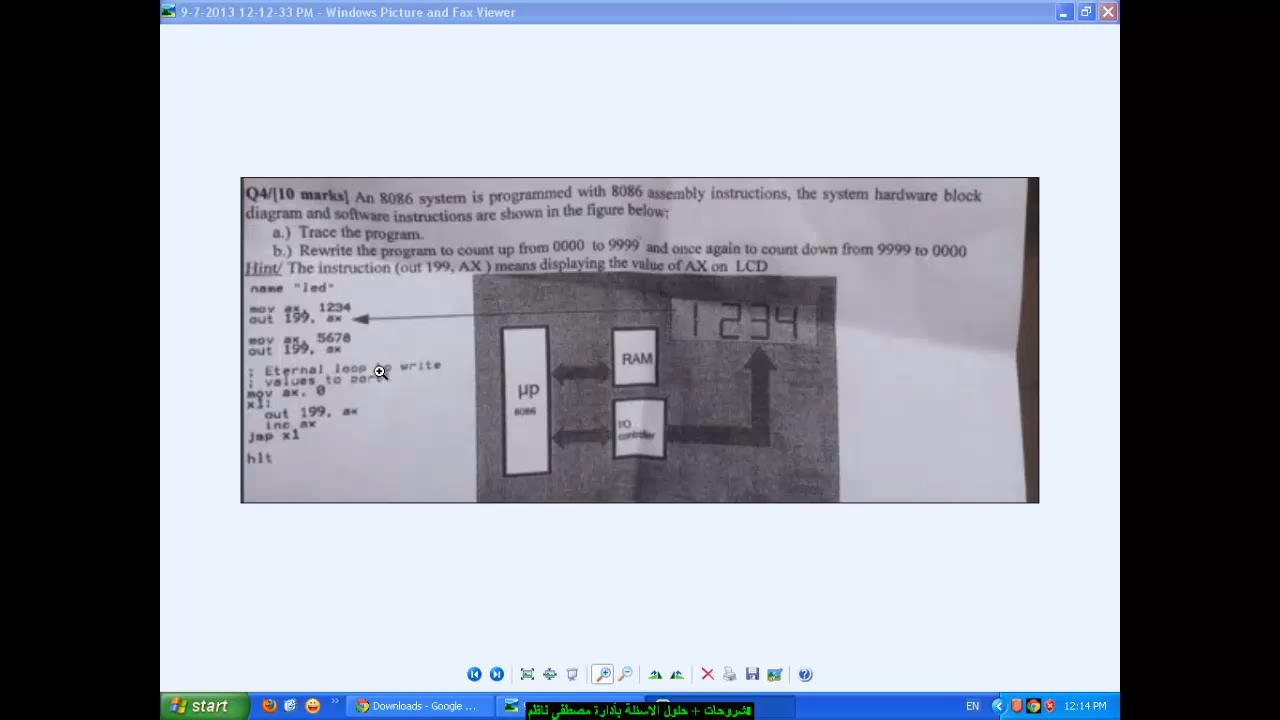 9-7-2013 12-12-33 PM - Windows Picture and Fax Viewer
Q4/[10 marks] An 8086 system is programmed with 8086 assembly instructions, the system hardware block
diagram and software instructions are shown in the figure below;
a.) Trace the program.
b.) Rewrite the program to count up from 0000 to 9999 and once again to count down from 9999 to 0000
Hint/ The instruction (out 199, AX ) means displaying the value of AX on LCD
name "led"
mov ax, 1234
out 199, ax
mov ax, 5678
out 199, ax
; Eternal loop write
; values to port
mov ax, 0
x1:
out 199, ax
inc ax
jmp x1
hlt
1234
RAM
µp
8086
I/O
controller
start
Downloads - Google ...
شروحات + حلول الاسئلة بأدارة مصطفى ناظم
EN
12:14 PM